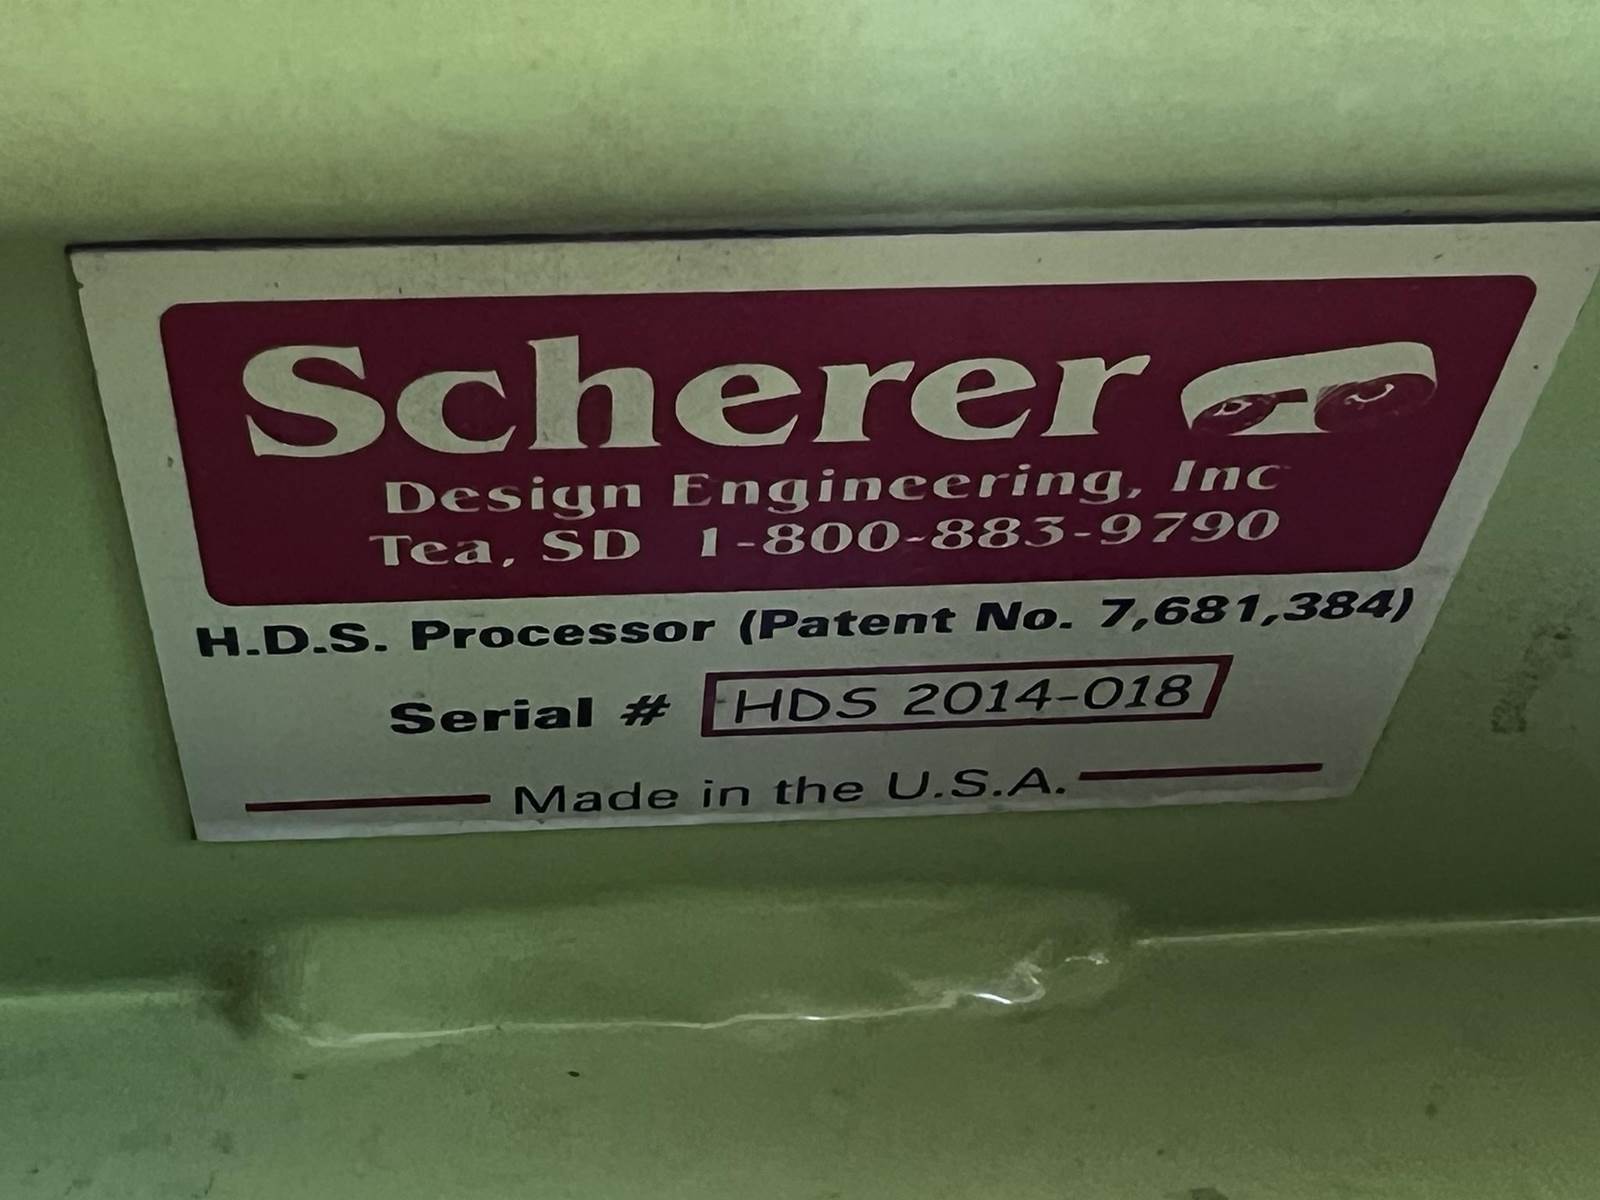 Scherer
Design Engineering, Inc
Tea, SD 1-800-883-9790
H.D.S. Processor (Patent No. 7,681,384)
Serial # HDS 2014-018
Made in the U.S.A.